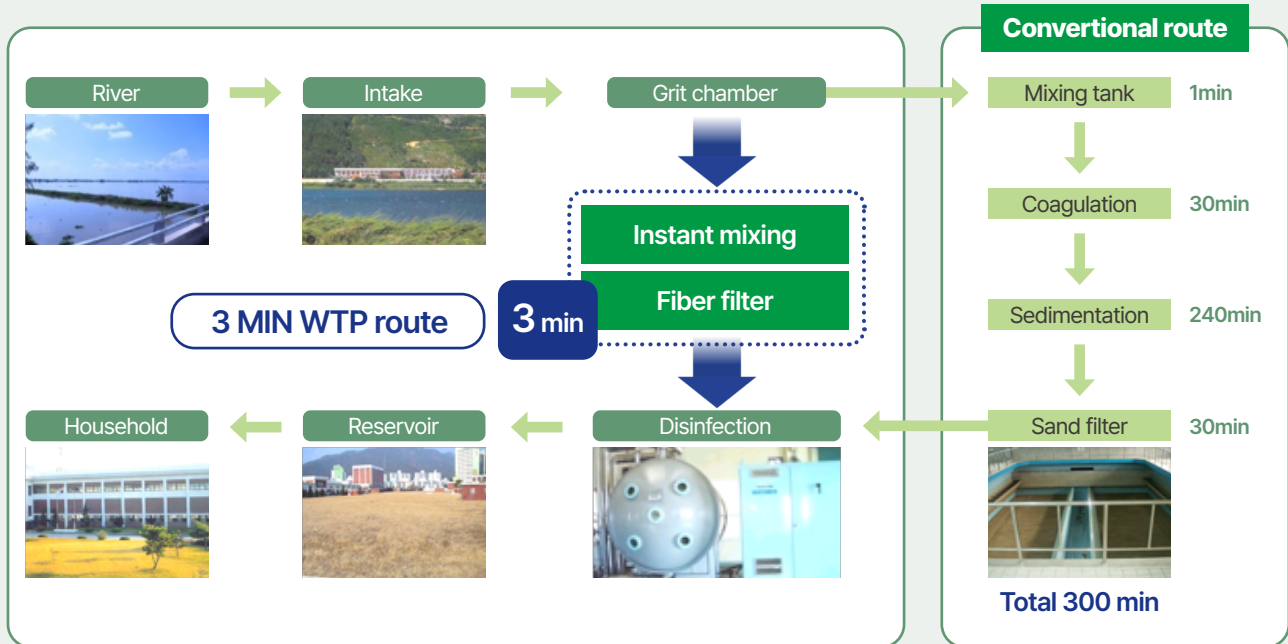 Convertional route
River
Intake
Grit chamber
Mixing tank
1min
Coagulation
30min
Instant mixing
Fiber filter
3 MIN WTP route
3 min
Sedimentation
240min
Household
Reservoir
Disinfection
Sand filter
30min
Total 300 min